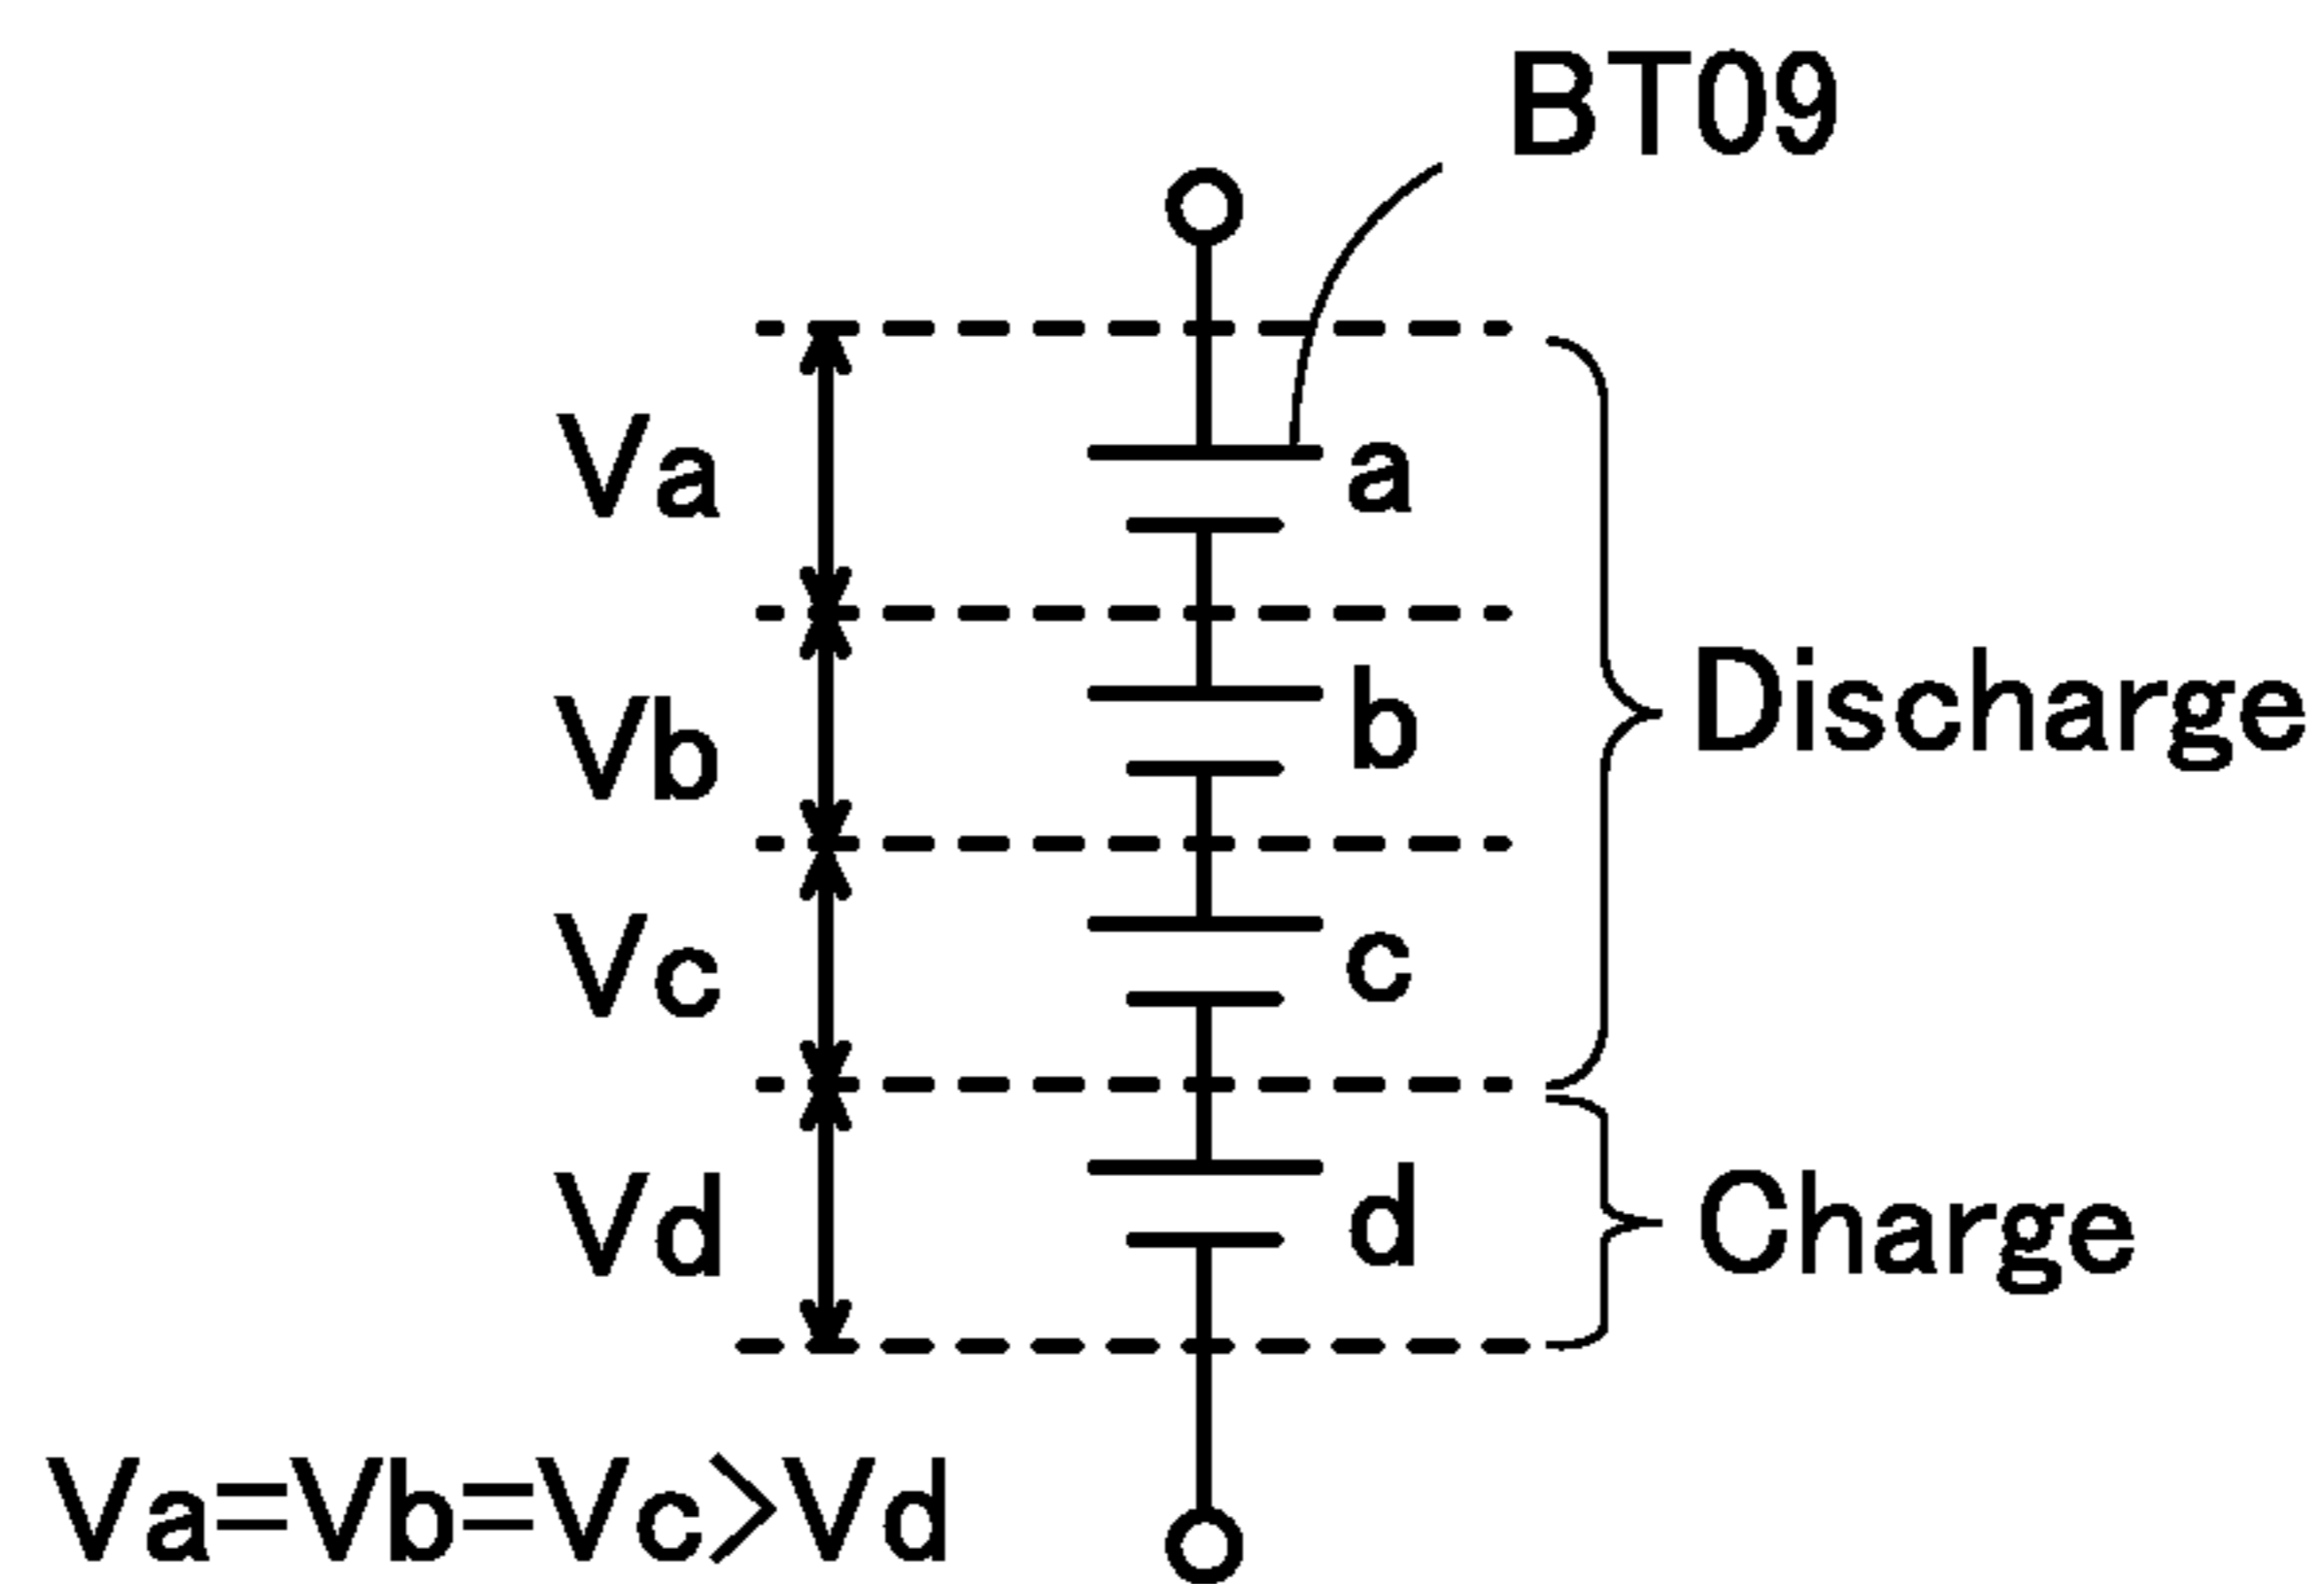 BT09
Va
a
Vb
b
Discharge
Vc
c
Vd
d
Charge
Va=Vb=Vc>Vd